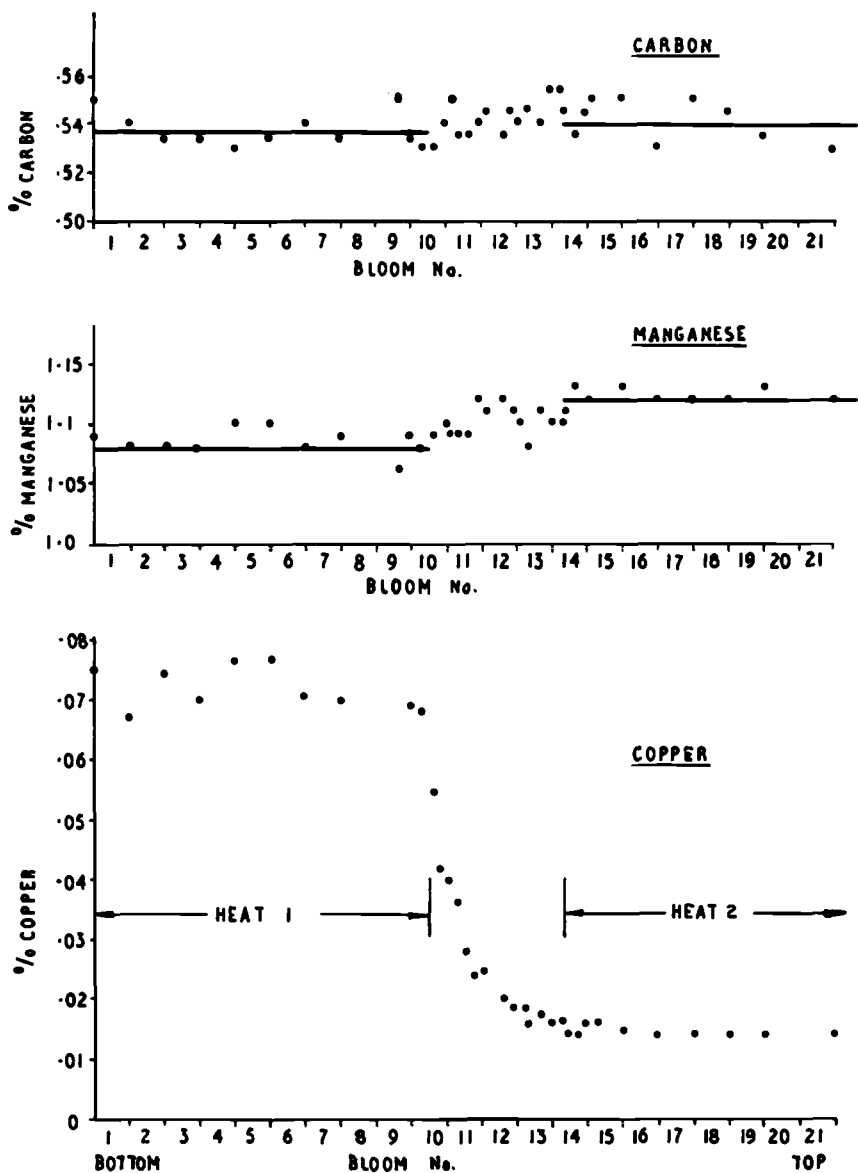 CARBON
·56
·54
·52
·50
% CARBON
1 2 3 4 5 6 7 8 9 10 11 12 13 14 15 16 17 18 19 20 21
BLOOM No.
MANGANESE
1·15
1·1
1·05
1·0
% MANGANESE
1 2 3 4 5 6 7 8 9 10 11 12 13 14 15 16 17 18 19 20 21
BLOOM No.
·08
·07
·06
·05
·04
·03
·02
·01
0
% COPPER
COPPER
HEAT 1
HEAT 2
1 2 3 4 5 6 7 8 9 10 11 12 13 14 15 16 17 18 19 20 21
BOTTOM BLOOM No. TOP